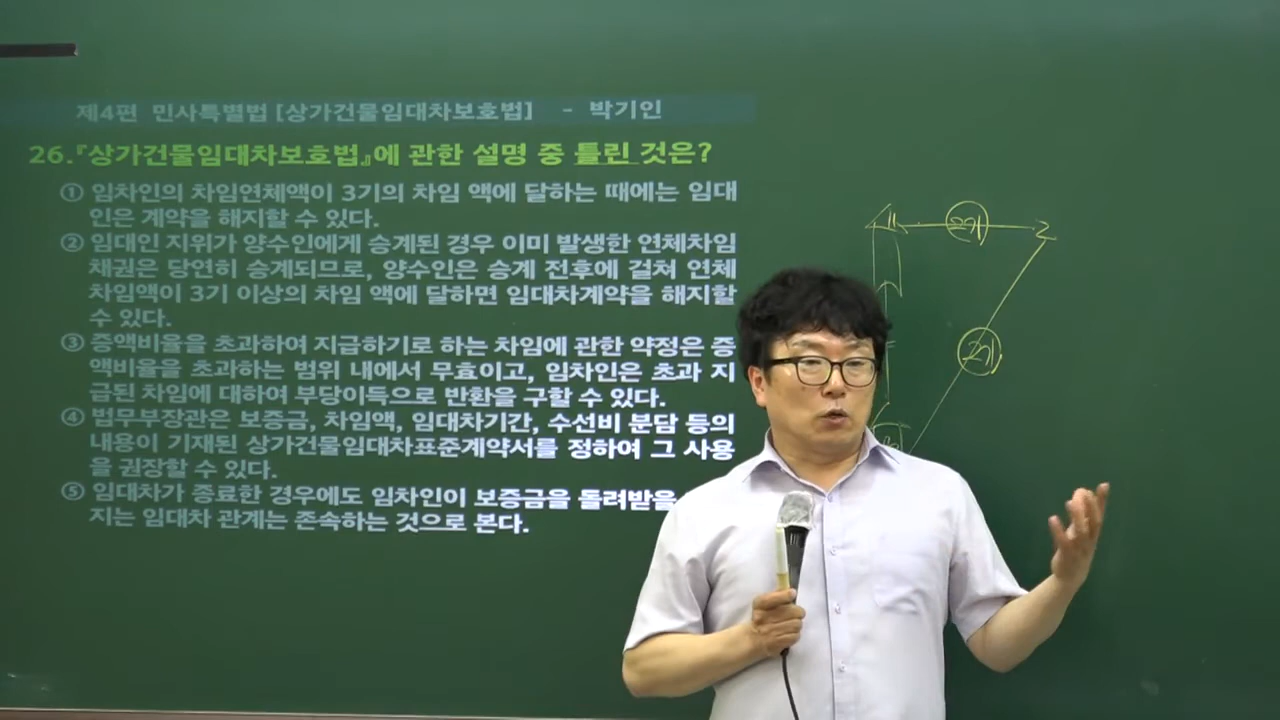 제4편 민사특별법 [상가건물임대차보호법] - 박기인
26.『상가건물임대차보호법』에 관한 설명 중 틀린 것은?
① 임차인의 차임연체액이 3기의 차임 액에 달하는 때에는 임대
인은 계약을 해지할 수 있다.
② 임대인 지위가 양수인에게 승계된 경우 이미 발생한 연체차임
채권은 당연히 승계되므로, 양수인은 승계 전후에 걸쳐 연체
차임액이 3기 이상의 차임 액에 달하면 임대차계약을 해지할
수 있다.
③ 증액비율을 초과하여 지급하기로 하는 차임에 관한 약정은 증
액비율을 초과하는 범위 내에서 무효이고, 임차인은 초과 지
급된 차임에 대하여 부당이득으로 반환을 구할 수 있다.
④ 법무부장관은 보증금, 차임액, 임대차기간, 수선비 분담 등의
내용이 기재된 상가건물임대차표준계약서를 정하여 그 사용
을 권장할 수 있다.
⑤ 임대차가 종료한 경우에도 임차인이 보증금을 돌려받을
지는 임대차 관계는 존속하는 것으로 본다.
2기
2기